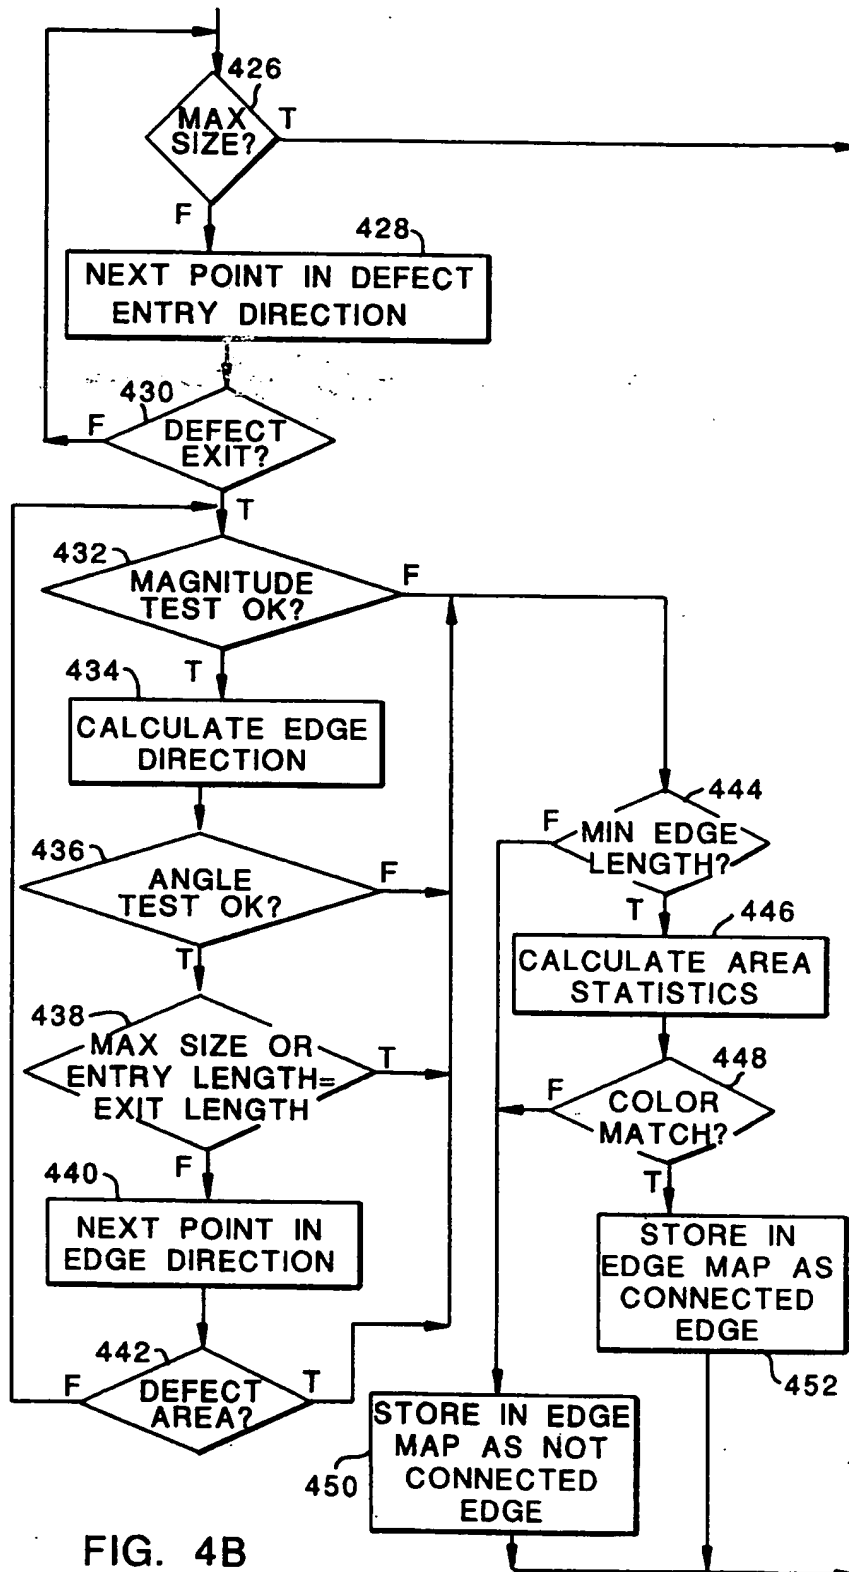 426
MAX
SIZE?
T
F
428
NEXT POINT IN DEFECT
ENTRY DIRECTION
430
F
DEFECT
EXIT?
T
432
MAGNITUDE
TEST OK?
F
T
434
CALCULATE EDGE
DIRECTION
436
ANGLE
TEST OK?
F
T
438
MAX SIZE OR
ENTRY LENGTH=
EXIT LENGTH
T
F
440
NEXT POINT IN
EDGE DIRECTION
442
F
DEFECT
AREA?
T
444
F
MIN EDGE
LENGTH?
T
446
CALCULATE AREA
STATISTICS
448
F
COLOR
MATCH?
T
STORE IN
EDGE MAP AS
CONNECTED
EDGE
452
STORE IN EDGE
MAP AS NOT
CONNECTED
EDGE
450
FIG. 4B